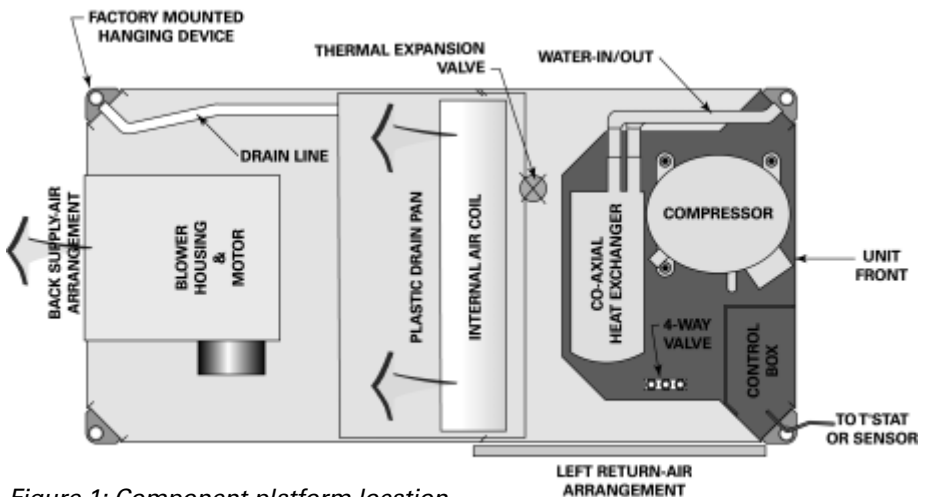 FACTORY MOUNTED
HANGING DEVICE
THERMAL EXPANSION
VALVE
WATER-IN/OUT
DRAIN LINE
BACK SUPPLY-AIR
ARRANGEMENT
BLOWER
HOUSING
&
MOTOR
PLASTIC DRAIN PAN
INTERNAL AIR COIL
CO-AXIAL
HEAT EXCHANGER
COMPRESSOR
UNIT
FRONT
4-WAY
VALVE
CONTROL
BOX
TO T'STAT
OR SENSOR
LEFT RETURN-AIR
ARRANGEMENT
Figure 1: Component platform location